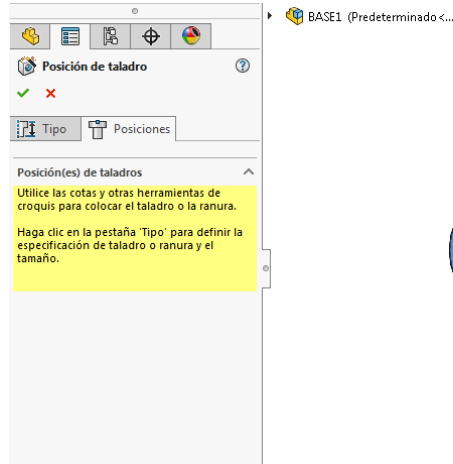 BASE1 (Predeterminado<...
Posición de taladro
Tipo
Posiciones
Posición(es) de taladros
Utilice las cotas y otras herramientas de
croquis para colocar el taladro o la ranura.
Haga clic en la pestaña 'Tipo' para definir la
especificación de taladro o ranura y el
tamaño.